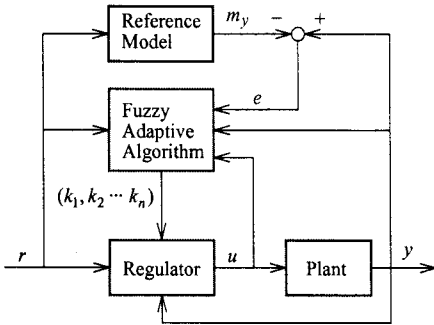 Reference
Model
m_y
−
+
e
Fuzzy
Adaptive
Algorithm
(k_1, k_2 ⋯ k_n)
r
Regulator
u
Plant
y